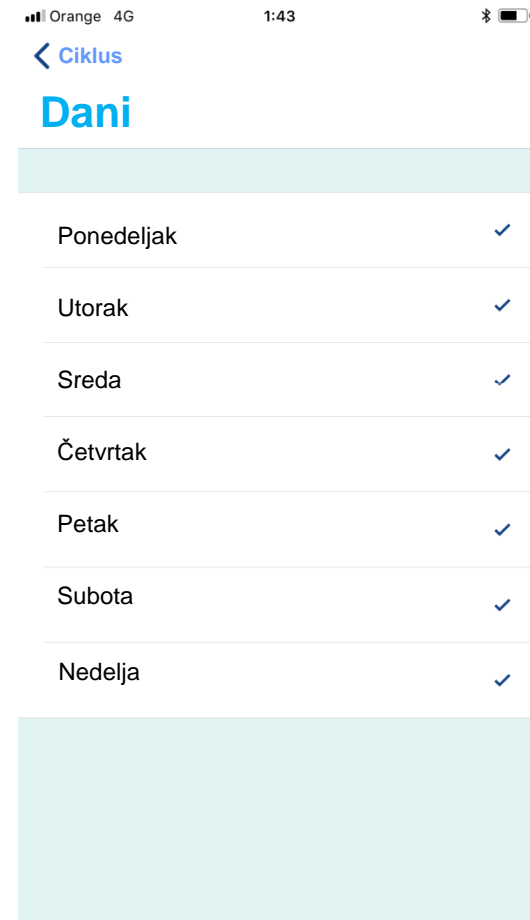 Orange 4G 1:43
Ciklus
Dani
Ponedeljak
Utorak
Sreda
Četvrtak
Petak
Subota
Nedelja